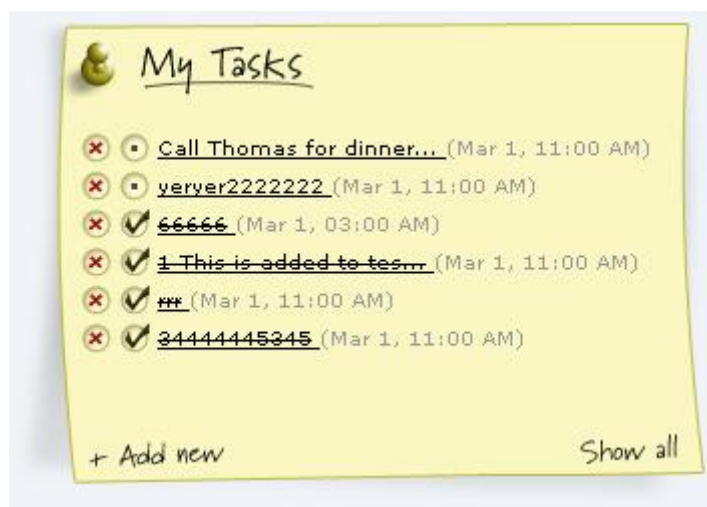 My Tasks
Call Thomas for dinner... (Mar 1, 11:00 AM)
yeryer2222222 (Mar 1, 11:00 AM)
66666 (Mar 1, 03:00 AM)
1 This is added to tes... (Mar 1, 11:00 AM)
(Mar 1, 11:00 AM)
34444445345 (Mar 1, 11:00 AM)
+ Add new
Show all